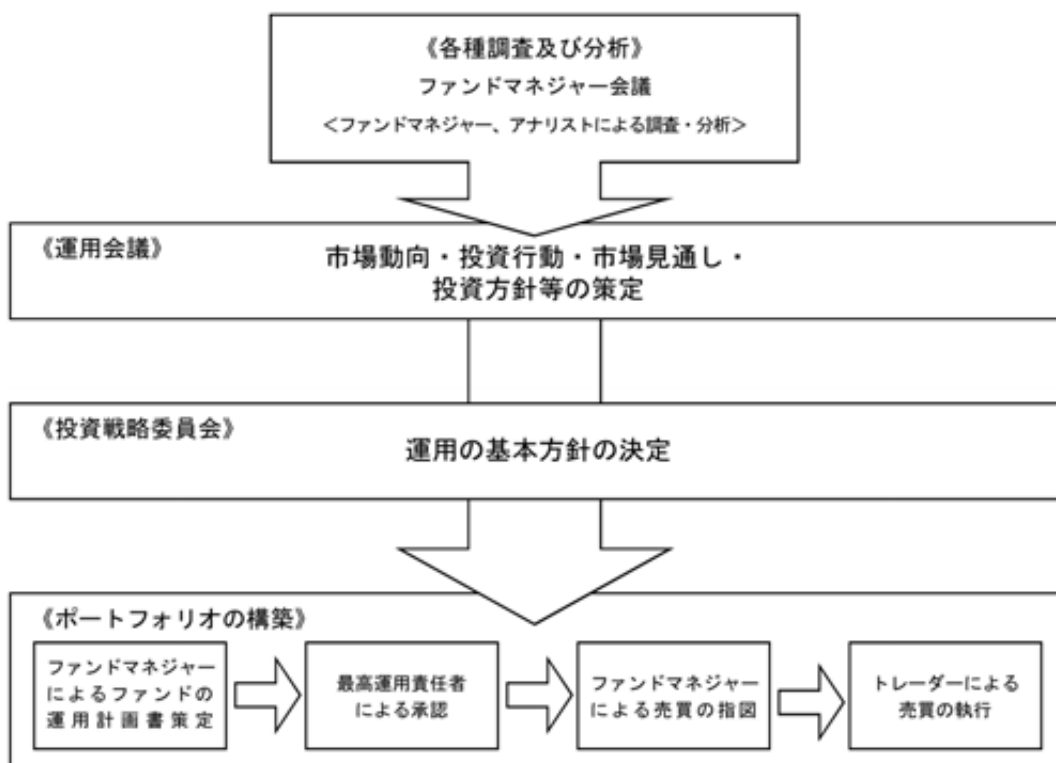 《各種調査及び分析》
ファンドマネジャー会議
＜ファンドマネジャー、アナリストによる調査・分析＞
《運用会議》
市場動向・投資行動・市場見通し・
投資方針等の策定
《投資戦略委員会》
運用の基本方針の決定
《ポートフォリオの構築》
ファンドマネジャー
によるファンドの
運用計画書策定
最高運用責任者
による承認
ファンドマネジャー
による売買の指図
トレーダーによる
売買の執行